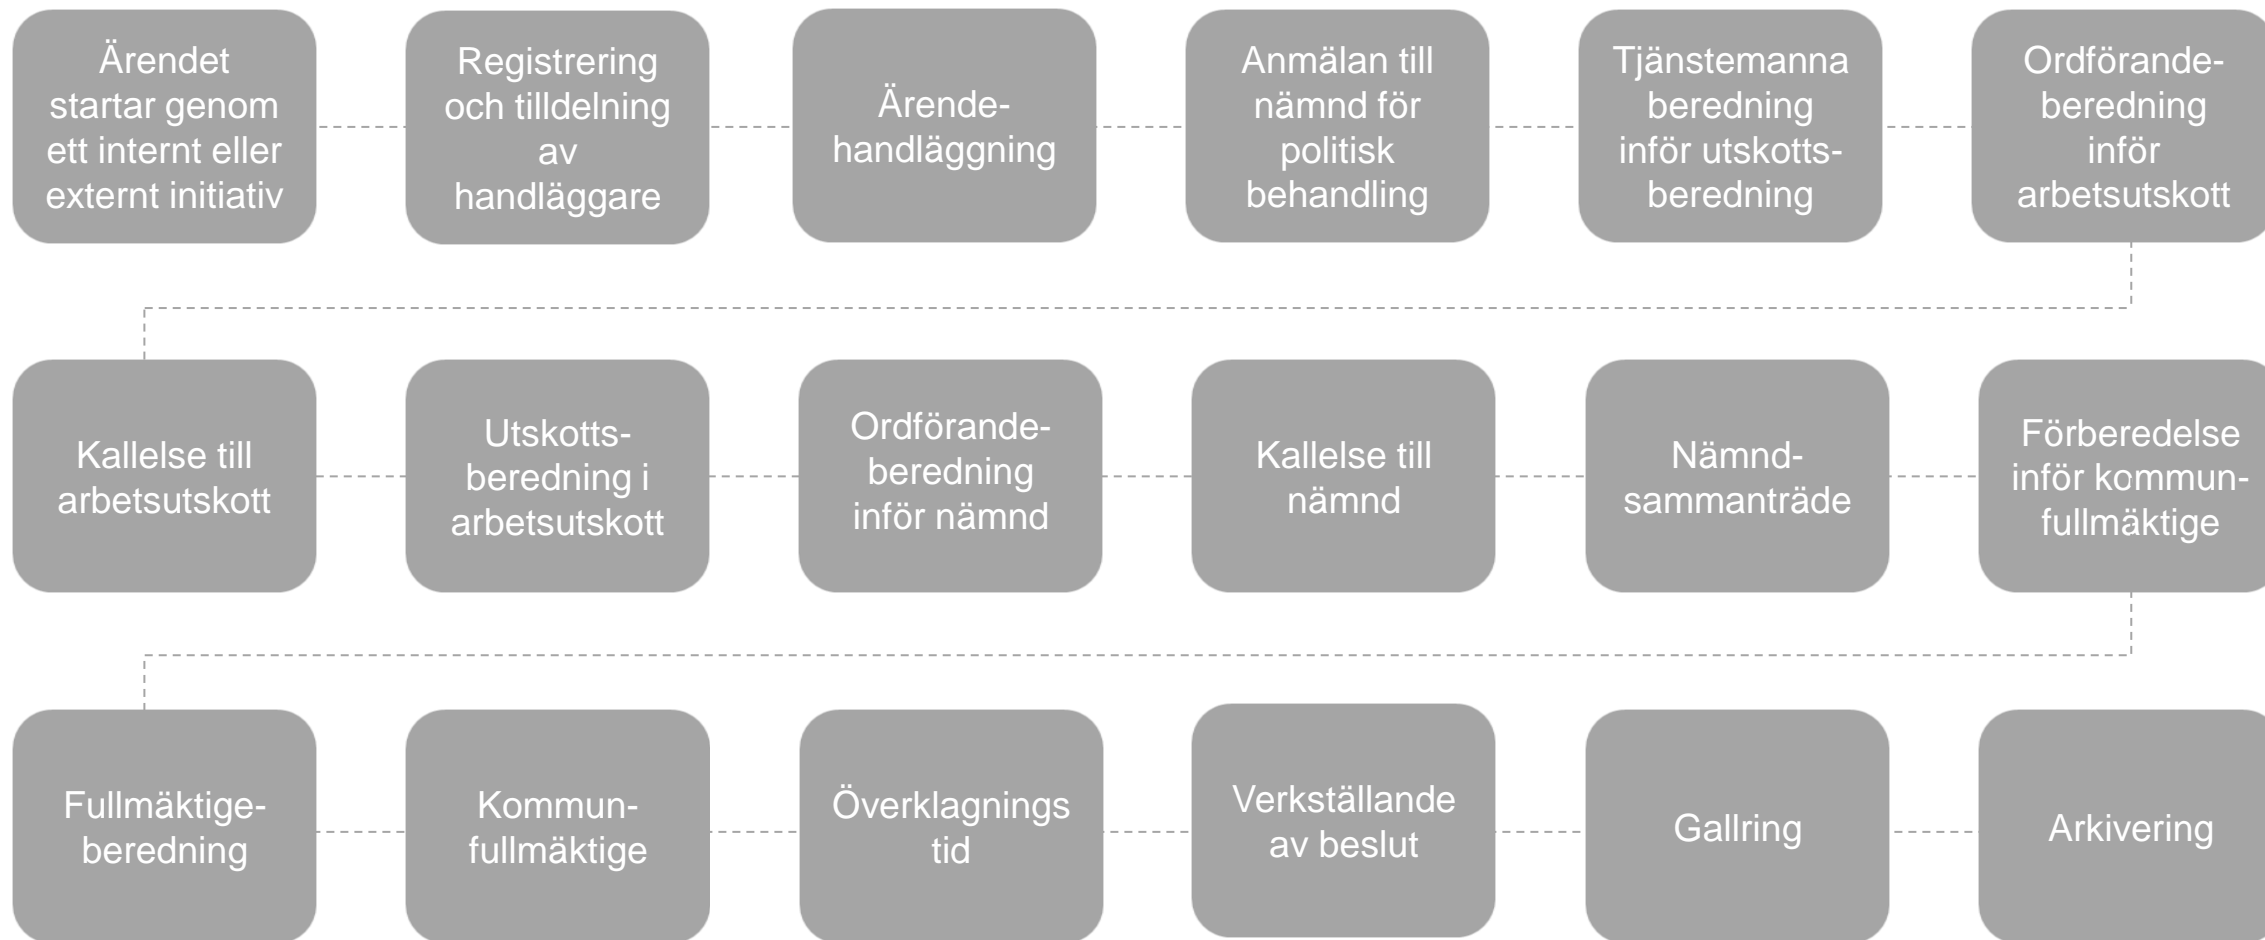 Ärendet
startar genom
ett internt eller
externt initiativ
Registrering
och tilldelning
av
handläggare
Ärende-
handläggning
Anmälan till
nämnd för
politisk
behandling
Tjänstemanna
beredning
inför utskotts-
beredning
Ordförande-
beredning
inför
arbetsutskott
Kallelse till
arbetsutskott
Utskotts-
beredning i
arbetsutskott
Ordförande-
beredning
inför nämnd
Kallelse till
nämnd
Nämnd-
sammanträde
Förberedelse
inför kommun-
fullmäktige
Fullmäktige-
beredning
Kommun-
fullmäktige
Överklagnings
tid
Verkställande
av beslut
Gallring
Arkivering